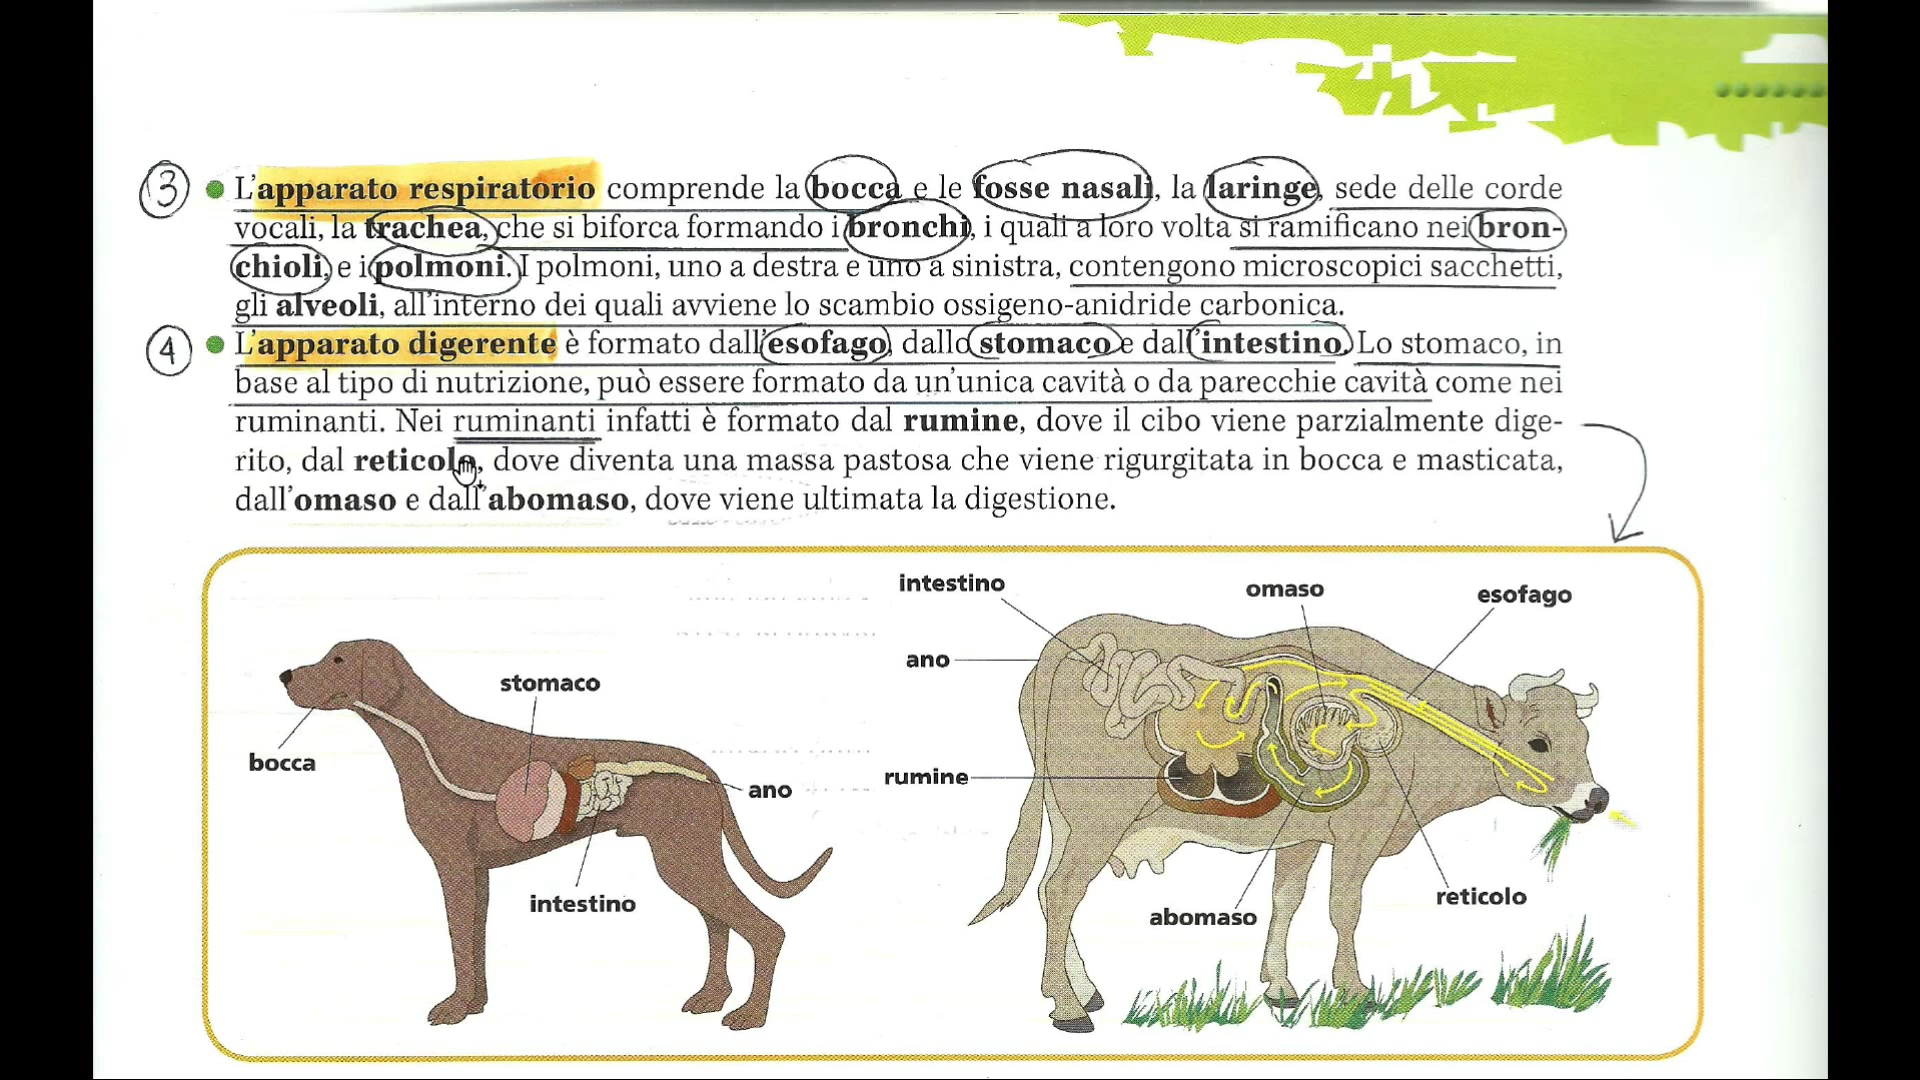 3 L'apparato respiratorio comprende la bocca e le fosse nasali, la laringe, sede delle corde
vocali, la trachea, che si biforca formando i bronchi, i quali a loro volta si ramificano nei bron-
chioli, e i polmoni. I polmoni, uno a destra e uno a sinistra, contengono microscopici sacchetti,
gli alveoli, all'interno dei quali avviene lo scambio ossigeno-anidride carbonica.
4 L'apparato digerente è formato dall'esofago, dallo stomaco e dall'intestino. Lo stomaco, in
base al tipo di nutrizione, può essere formato da un'unica cavità o da parecchie cavità come nei
ruminanti. Nei ruminanti infatti è formato dal rumine, dove il cibo viene parzialmente dige-
rito, dal reticolo, dove diventa una massa pastosa che viene rigurgitata in bocca e masticata,
dall'omaso e dall'abomaso, dove viene ultimata la digestione.
stomaco
bocca
ano
intestino
intestino
omaso
esofago
ano
rumine
abomaso
reticolo